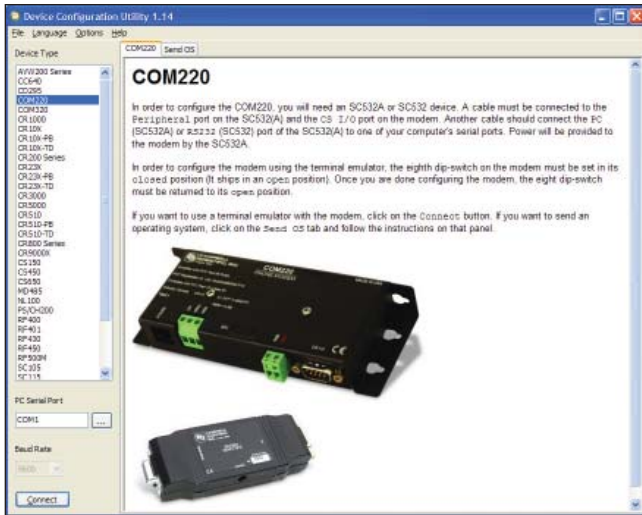 Device Configuration Utility 1.14
File Language Options Help
Device Type
COM220 Send OS
AVW200 Series
CC640
CD295
COM220
COM320
CR1000
CR10X
CR10X-PB
CR10X-TD
CR200 Series
CR23X
CR23X-PB
CR23X-TD
CR3000
CR5000
CR510
CR510-PB
CR510-TD
CR800 Series
CR9000X
CS150
CS450
CS650
MD485
NL100
PS/CH200
RF400
RF401
RF430
RF450
RF500M
SC105
SC115
PC Serial Port
COM1 ...
Baud Rate
9600
Connect
COM220
In order to configure the COM220, you will need an SC532A or SC532 device. A cable must be connected to the
Peripheral port on the SC532(A) and the CS I/O port on the modem. Another cable should connect the PC
(SC532A) or RS232 (SC532) port of the SC532(A) to one of your computer's serial ports. Power will be provided to
the modem by the SC532A.
In order to configure the modem using the terminal emulator, the eighth dip-switch on the modem must be set in its
closed position (It ships in an open position). Once you are done configuring the modem, the eight dip-switch
must be returned to its open position.
If you want to use a terminal emulator with the modem, click on the Connect button. If you want to send an
operating system, click on the Send OS tab and follow the instructions on that panel.
COM220